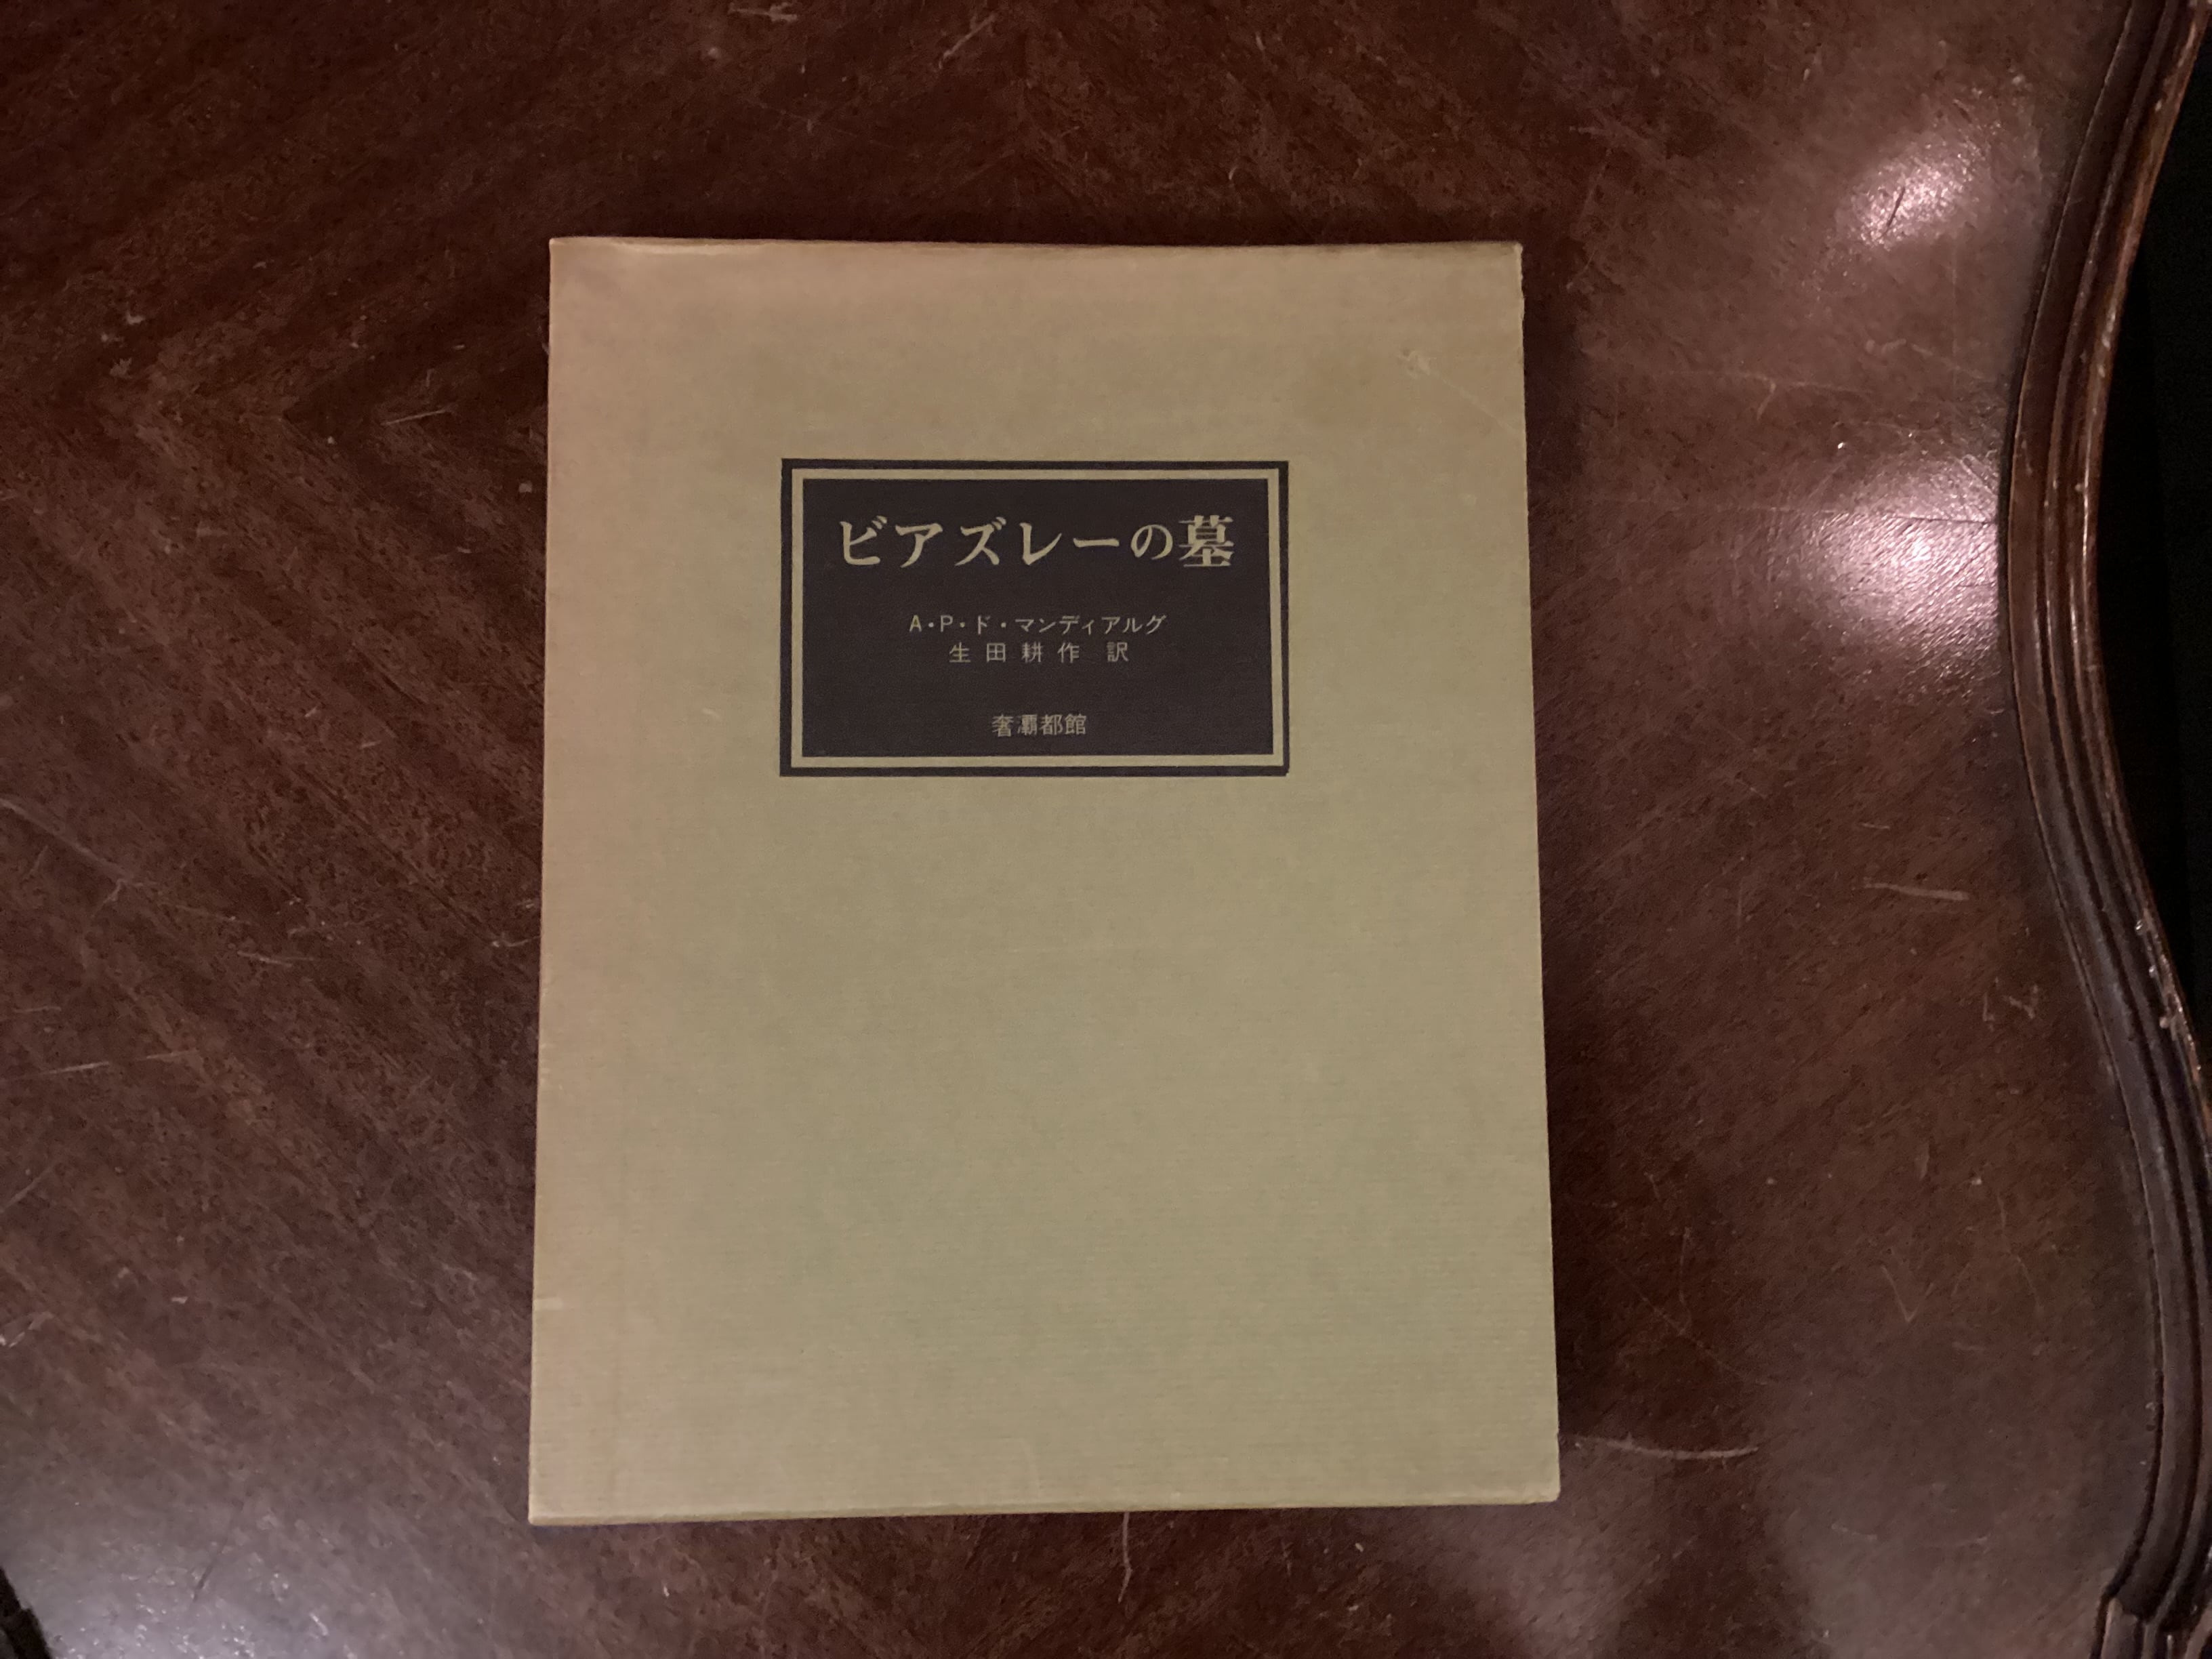 ビアズレーの墓
A・P・ド・マンディアルグ
生田耕作 訳
奢灞都館